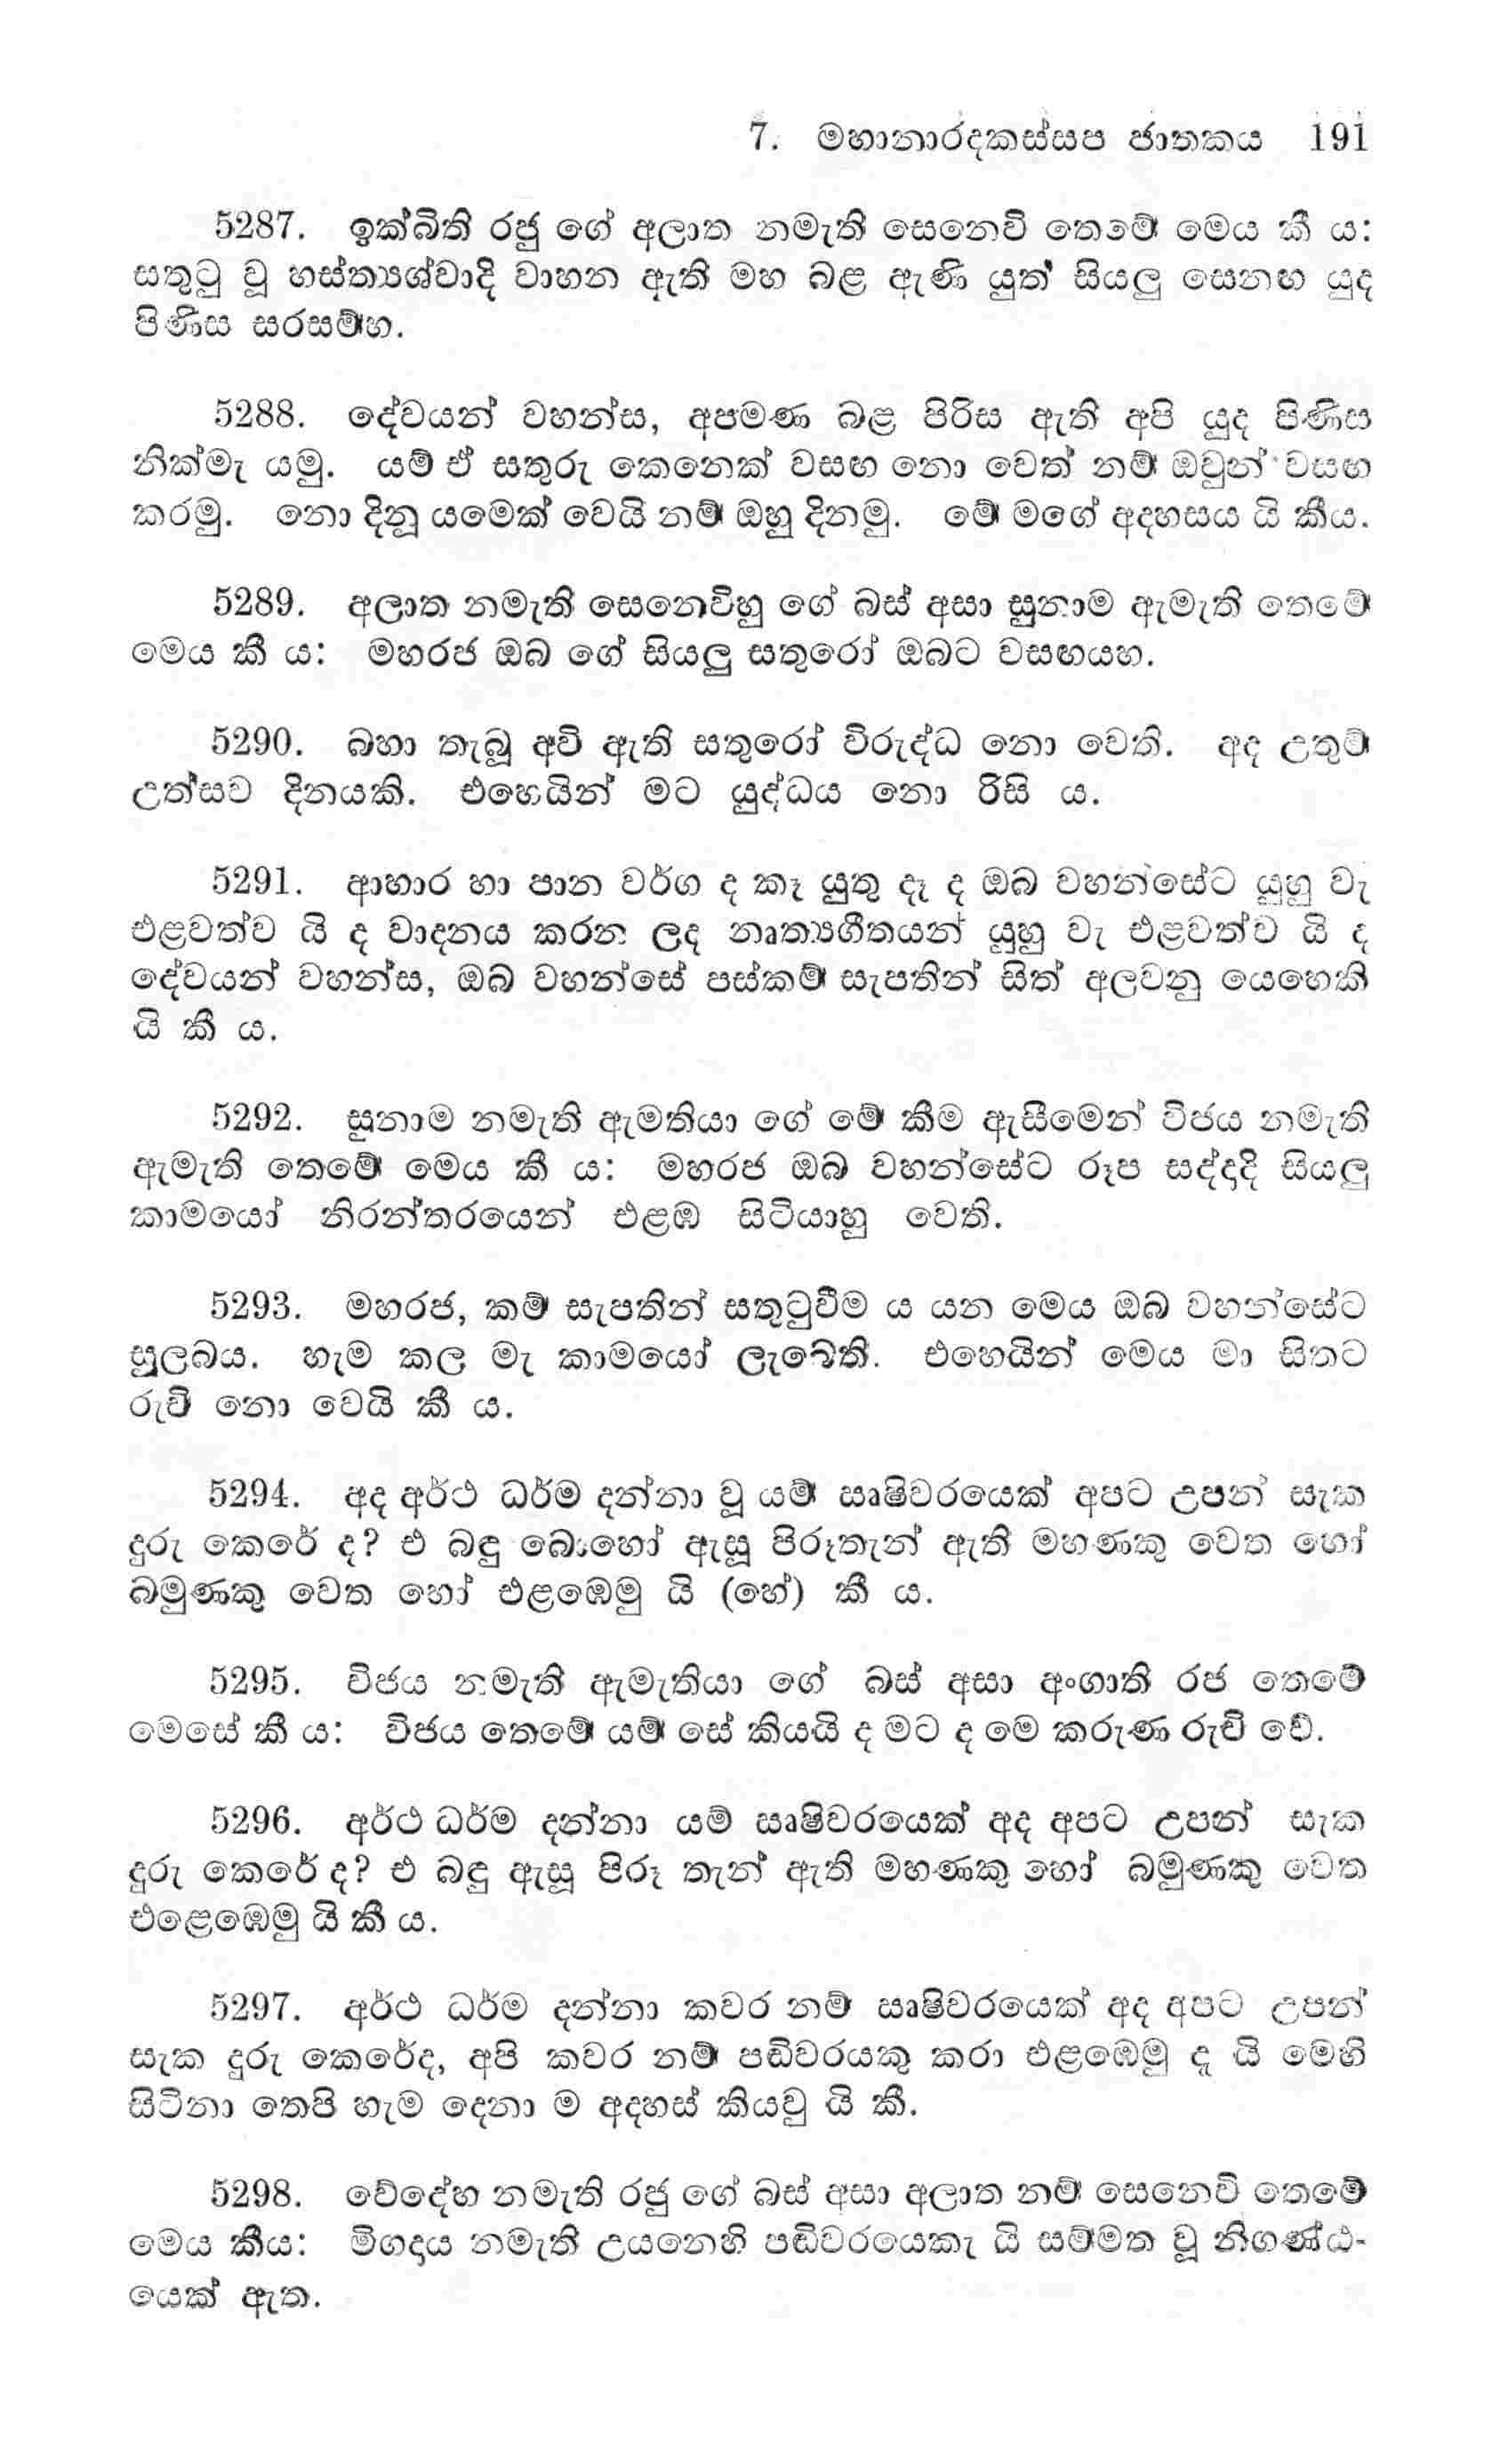 7. මහානාරදකස්සප ජාතකය 191
5287. ඉක්බිති රජු ගේ අලාත නමැති සෙනෙවි තෙමේ මෙය කී ය:
සතුටු වූ හස්ත්‍යශ්වාදි වාහන ඇති මහ බළ ඇණි යුත් සියලු සෙනඟ යුද
පිණිස සරසම්හ.
5288. දේවයන් වහන්ස, අපමණ බළ පිරිස ඇති අපි යුද පිණිස
නික්මැ යමු. යම් ඒ සතුරු කෙනෙක් වසඟ නො වෙත් නම් ඔවුන් වසඟ
කරමු. නො දිනූ යමෙක් වෙයි නම් ඔහු දිනමු. මේ මගේ අදහසය යි කීය.
5289. අලාත නමැති සෙනෙවිහු ගේ බස් අසා සුනාම ඇමැති තෙමේ
මෙය කී ය: මහරජ ඔබ ගේ සියලු සතුරෝ ඔබට වසඟයහ.
5290. බහා තැබූ අවි ඇති සතුරෝ විරුද්ධ නො වෙති. අද උතුම්
උත්සව දිනයකි. එහෙයින් මට යුද්ධය නො රිසි ය.
5291. ආහාර හා පාන වර්ග ද කෑ යුතු දෑ ද ඔබ වහන්සේට යුහු වැ
එළවත්ව යි ද වාදනය කරන ලද නෘත්‍යගීතයන් යුහු වැ එළවත්ව යි ද
දේවයන් වහන්ස, ඔබ වහන්සේ පස්කම් සැපතින් සිත් අලවනු යෙහෙකි
යි කී ය.
5292. සුනාම නමැති ඇමතියා ගේ මේ කීම ඇසීමෙන් විජය නමැති
ඇමැති තෙමේ මෙය කී ය: මහරජ ඔබ වහන්සේට රූප සද්දාදි සියලු
කාමයෝ නිරන්තරයෙන් එළඹ සිටියාහු වෙති.
5293. මහරජ, කම් සැපතින් සතුටුවීම ය යන මෙය ඔබ වහන්සේට
සුලබය. හැම කල මැ කාමයෝ ලැබෙති. එහෙයින් මෙය මා සිතට
රුචි නො වෙයි කී ය.
5294. අද අර්ථ ධර්ම දන්නා වූ යම් ඍෂිවරයෙක් අපට උපන් සැක
දුරු කෙරේ ද? එ බඳු බොහෝ ඇසූ පිරූතැන් ඇති මහණකු වෙත හෝ
බමුණකු වෙත හෝ එළඹෙමු යි (හේ) කී ය.
5295. විජය නමැති ඇමැතියා ගේ බස් අසා අංගාති රජ තෙමේ
මෙසේ කී ය: විජය තෙමේ යම් සේ කියයි ද මට ද මෙ කරුණ රුචි වේ.
5296. අර්ථ ධර්ම දන්නා යම් ඍෂිවරයෙක් අද අපට උපන් සැක
දුරු කෙරේ ද? එ බඳු ඇසූ පිරූ තැන් ඇති මහණකු හෝ බමුණකු වෙත
එළෙඹෙමු යි කී ය.
5297. අර්ථ ධර්ම දන්නා කවර නම් ඍෂිවරයෙක් අද අපට උපන්
සැක දුරු කෙරේද, අපි කවර නම් පඬිවරයකු කරා එළඹෙමු දැ යි මෙහි
සිටිනා තෙපි හැම දෙනා ම අදහස් කියවු යි කී.
5298. වේදේහ නමැති රජු ගේ බස් අසා අලාත නම් සෙනෙවි තෙමේ
මෙය කීය: මිගදාය නමැති උයනෙහි පඬිවරයෙකැ යි සම්මත වූ නිගණ්ඨ-
යෙක් ඇත.